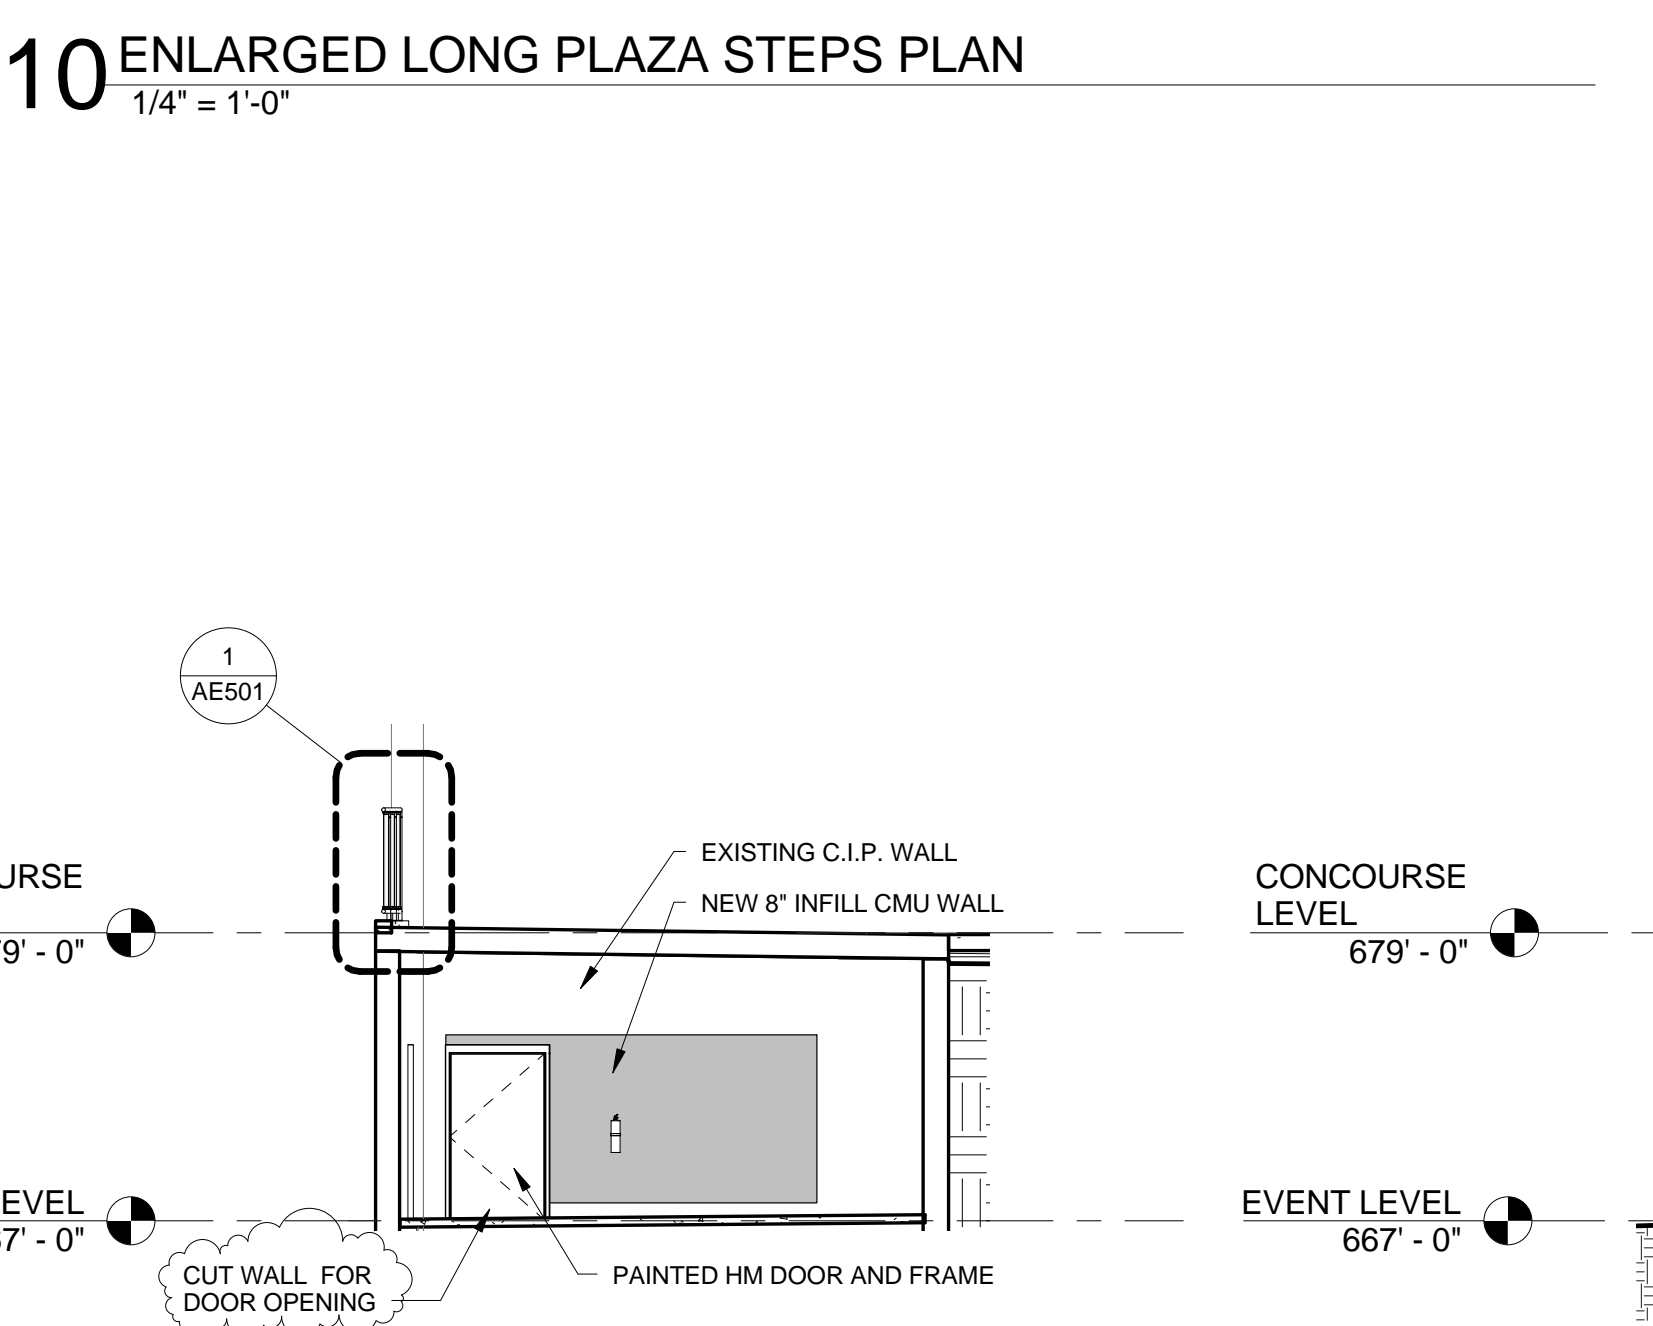 10 ENLARGED LONG PLAZA STEPS PLAN
1/4" = 1'-0"
1
AE501
EXISTING C.I.P. WALL
NEW 8" INFILL CMU WALL
URSE
9' - 0"
CONCOURSE
LEVEL
679' - 0"
EVEL
7' - 0"
EVENT LEVEL
667' - 0"
CUT WALL FOR
DOOR OPENING
PAINTED HM DOOR AND FRAME